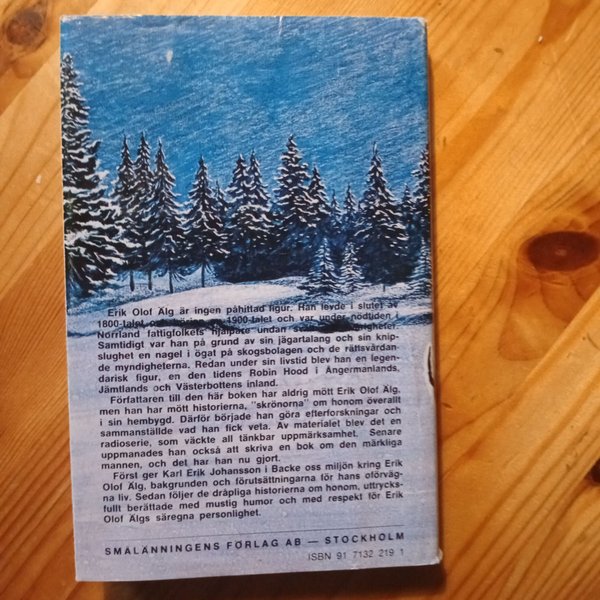 Erik Olof Älg är ingen påhittad figur. Han levde i slutet av
1800-talet och början av 1900-talet och var under nödtiden i
Norrland fattigfolkets hjälpare undan svält och svårigheter.
Samtidigt var han på grund av sin jägartalang och sin knip-
slughet en nagel i ögat på skogsbolagen och de rättsvårdan-
de myndigheterna. Redan under sin livstid blev han en legen-
darisk figur, en den tidens Robin Hood i Ångermanlands,
Jämtlands och Västerbottens inland.
Författaren till den här boken har aldrig mött Erik Olof Älg,
men han har mött historierna, "skrönorna" om honom överallt
i sin hembygd. Därför började han göra efterforskningar och
sammanställde vad han fick veta. Av materialet blev det en
radioserie, som väckte all tänkbar uppmärksamhet. Senare
uppmanades han också att skriva en bok om den märkliga
mannen, och det har han nu gjort.
Först ger Karl Erik Johansson i Backe oss miljön kring Erik
Olof Älg, bakgrunden och förutsättningarna för hans oförväg-
na liv. Sedan följer de dråpliga historierna om honom, uttrycks-
fullt berättade med mustig humor och med respekt för Erik
Olof Älgs säregna personlighet.
SMÅLÄNNINGENS FÖRLAG AB — STOCKHOLM
ISBN 91 7132 219 1